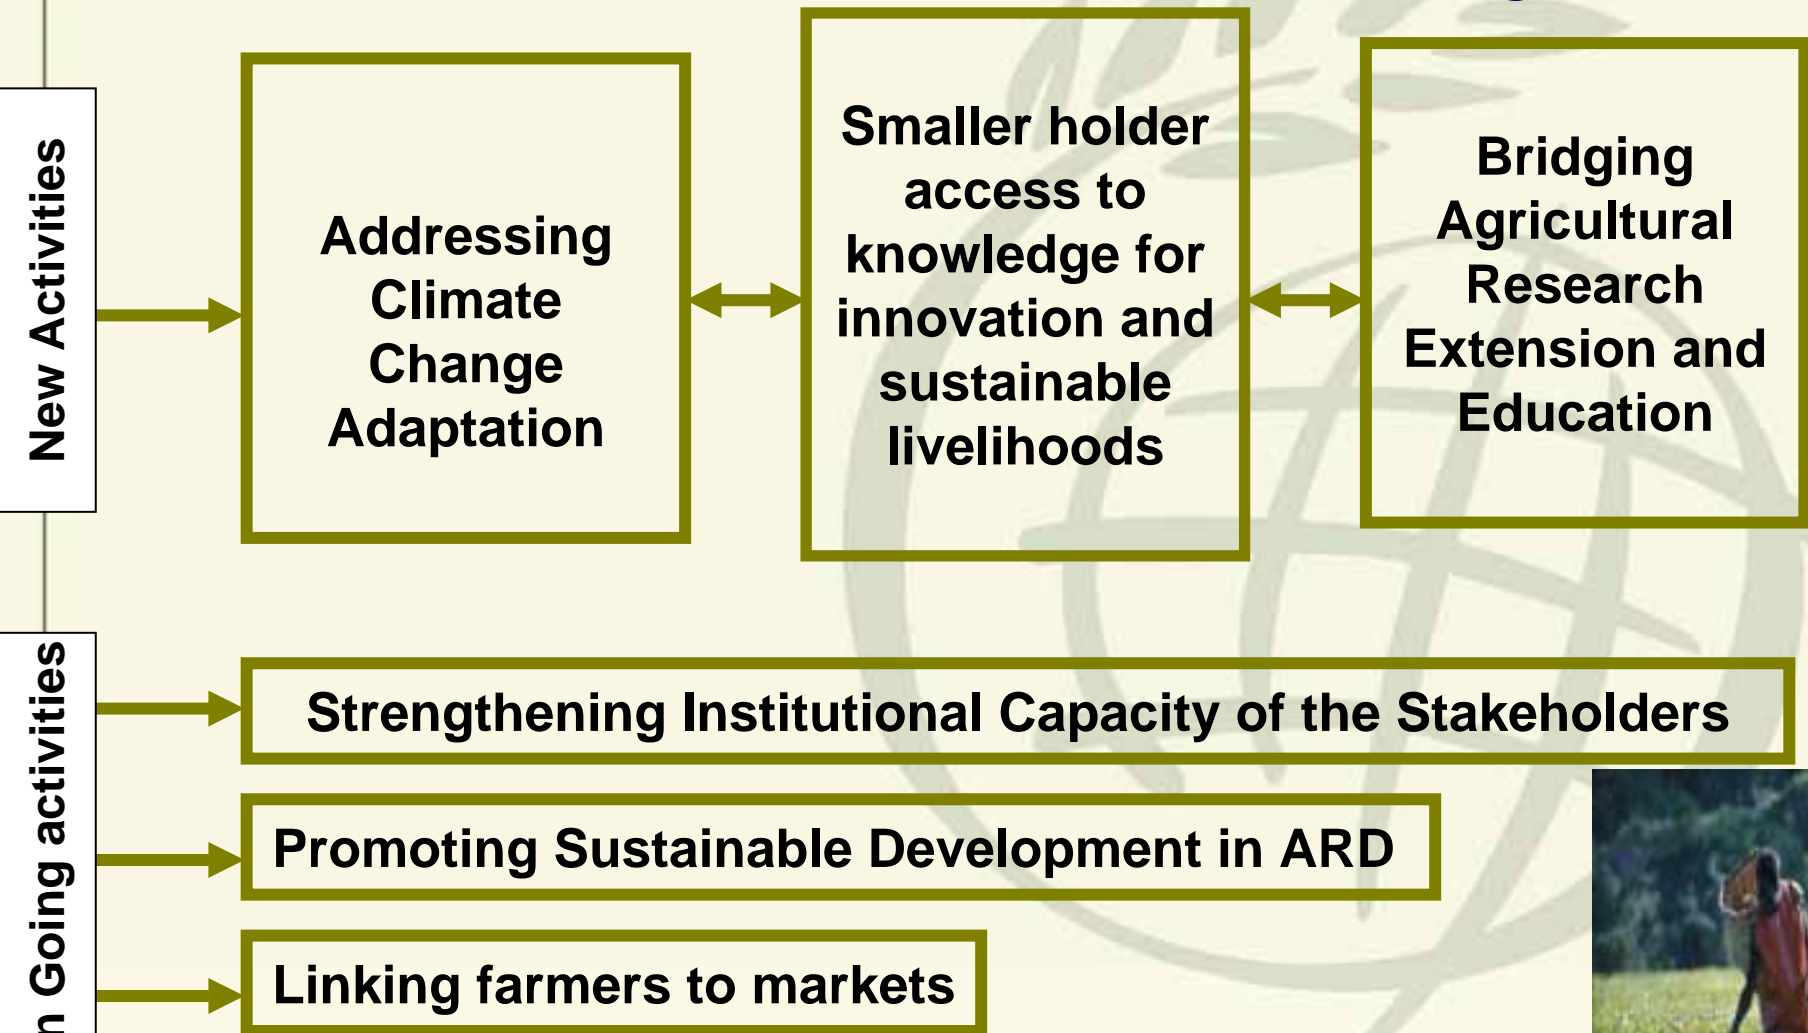 New Activities
Addressing
Climate
Change
Adaptation
Smaller holder
access to
knowledge for
innovation and
sustainable
livelihoods
Bridging
Agricultural
Research
Extension and
Education
Going activities
Strengthening Institutional Capacity of the Stakeholders
Promoting Sustainable Development in ARD
Linking farmers to markets